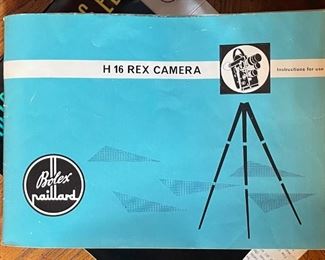 H 16 REX CAMERA
Instructions for use
Bolex
paillard